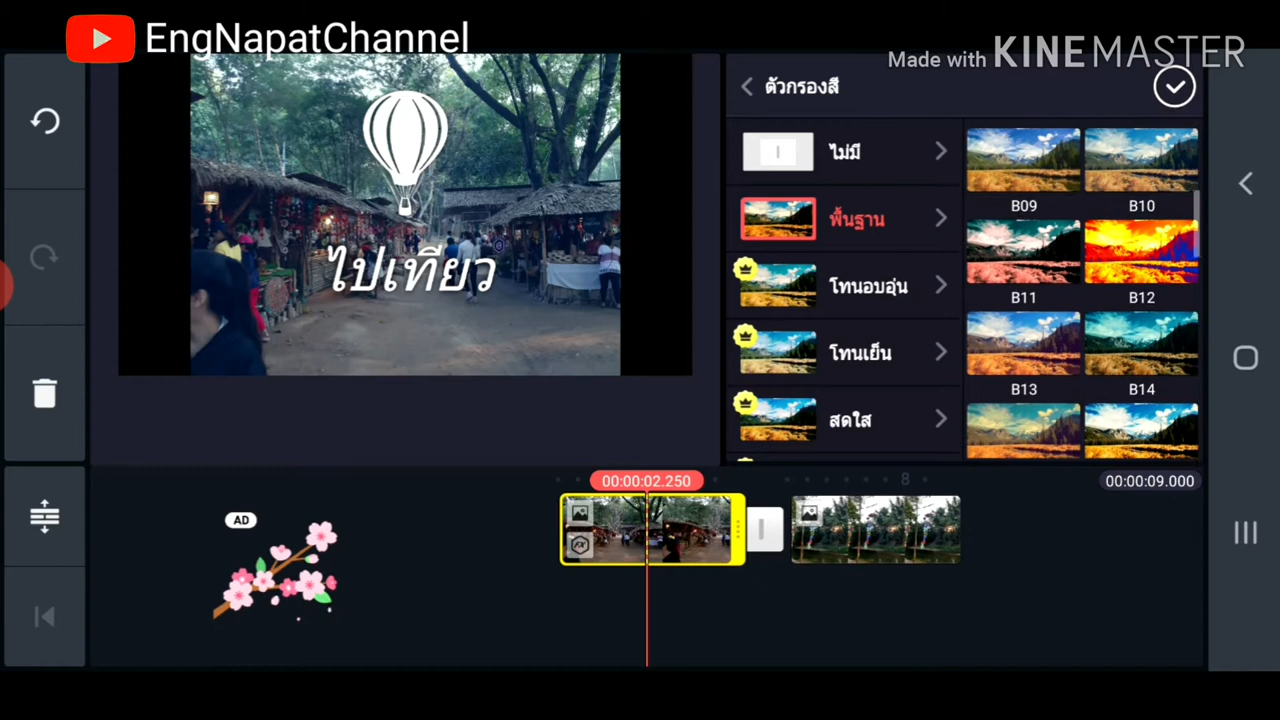 EngNapatChannel
Made with KINEMASTER
ตัวกรองสี
ไม่มี
พื้นฐาน
โทนอบอุ่น
โทนเย็น
สดใส
B09
B10
B11
B12
B13
B14
ไปเทียว
00:00:02.250
8
00:00:09.000
AD
FX